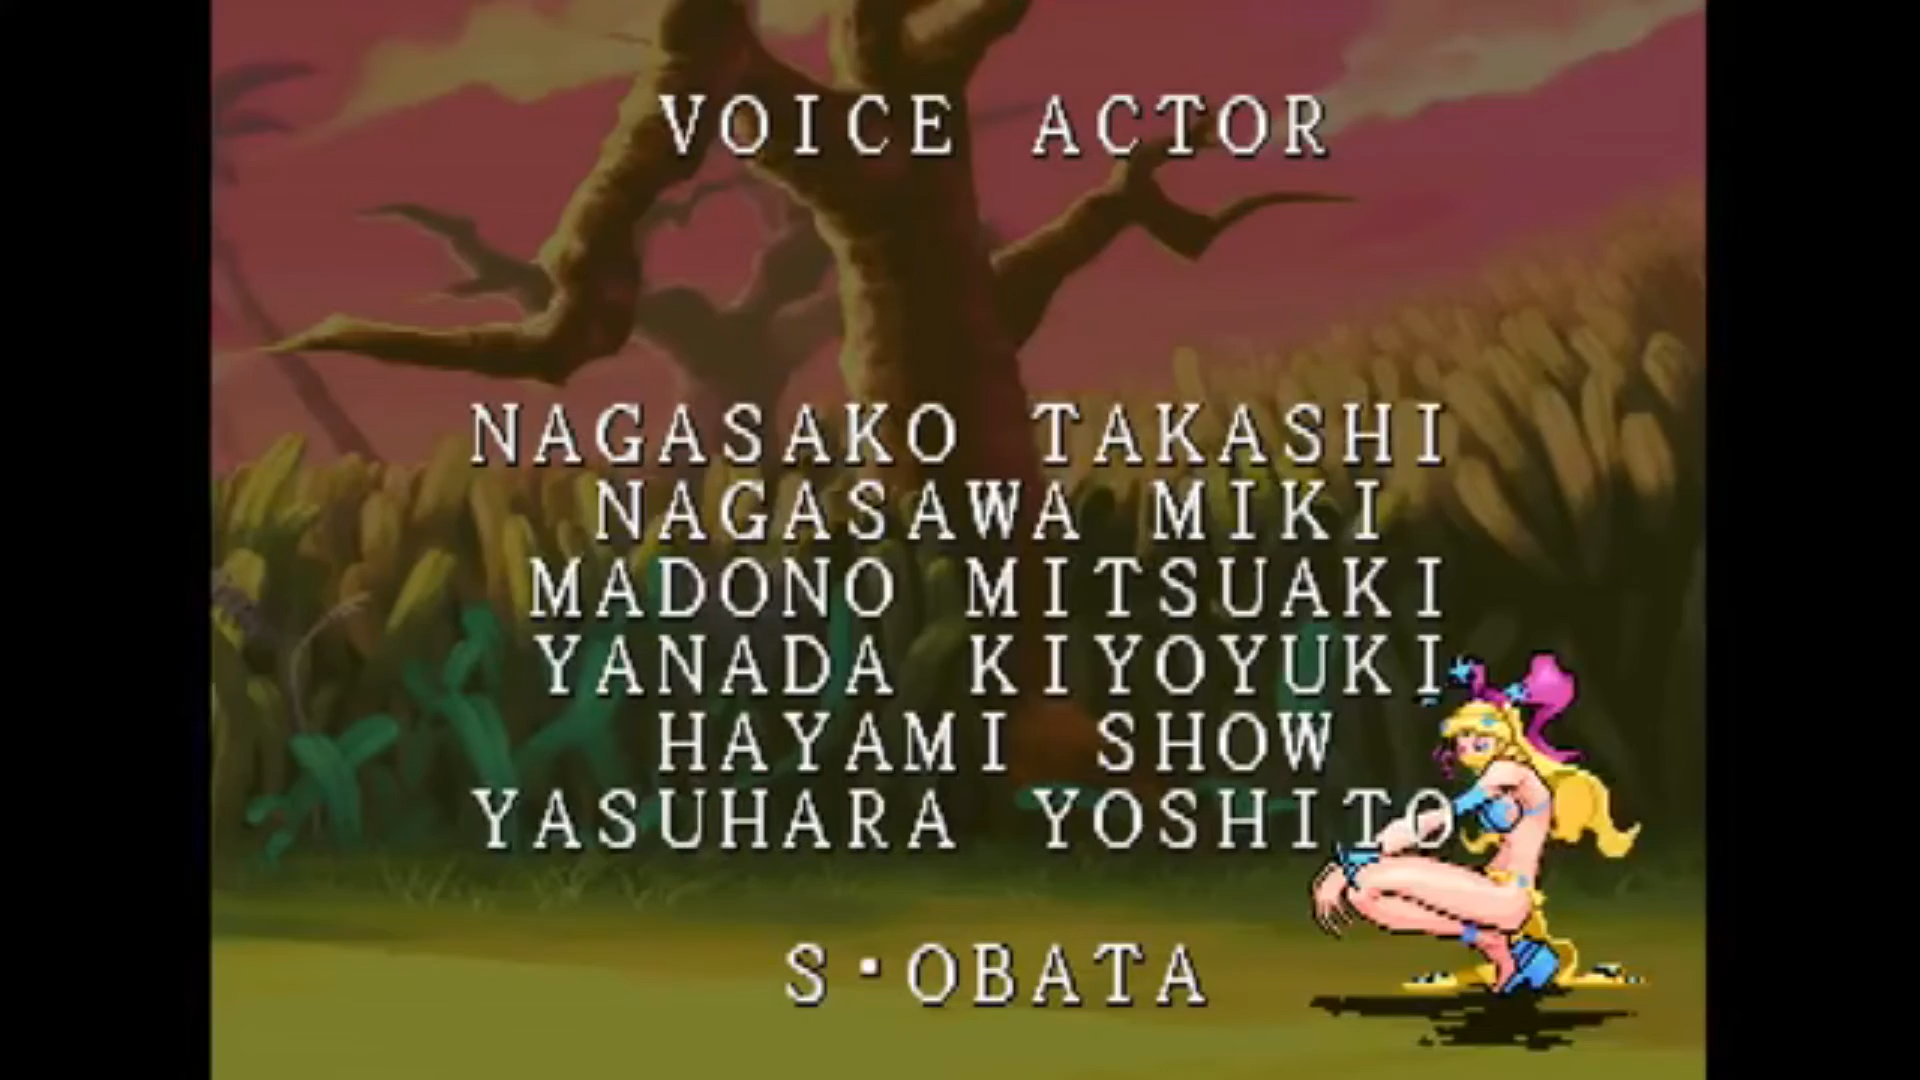 VOICE ACTOR
NAGASAKO TAKASHI
NAGASAWA MIKI
MADONO MITSUAKI
YANADA KIYOYUKI
HAYAMI SHOW
YASUHARA YOSHITO
S・OBATA